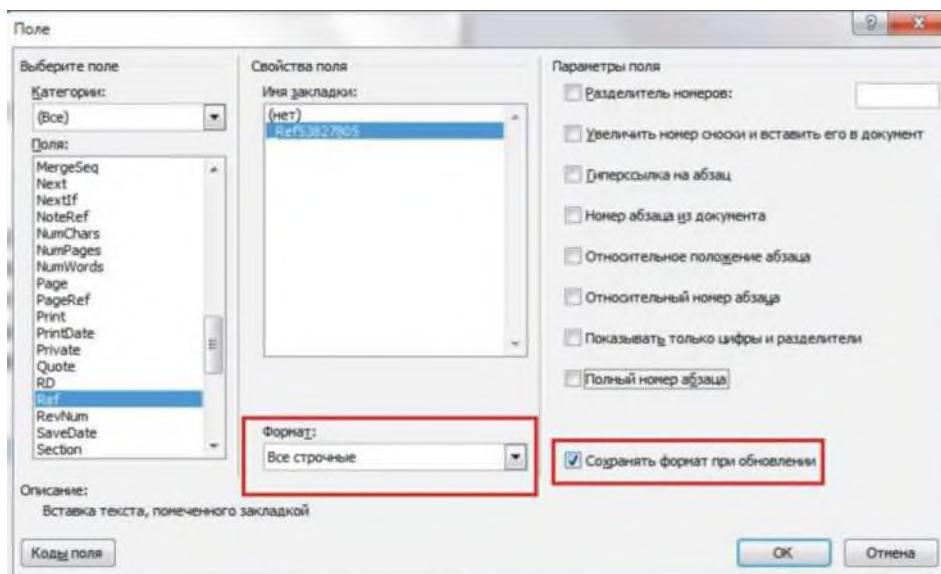 Поле
Выберите поле
Категории:
(Все)
Поля:
MergeSeq
Next
NextIf
NoteRef
NumChars
NumPages
NumWords
Page
PageRef
Print
PrintDate
Private
Quote
RD
Ref
RevNum
SaveDate
Section
Свойства поля
Имя закладки:
(нет)
_Ref53827805
Формат:
Все строчные
Параметры поля
Разделитель номеров:
Увеличить номер сноски и вставить его в документ
Гиперссылка на абзац
Номер абзаца из документа
Относительное положение абзаца
Относительный номер абзаца
Показывать только цифры и разделители
Полный номер абзаца
Сохранять формат при обновлении
Описание:
Вставка текста, помеченного закладкой
Коды поля
ОК
Отмена